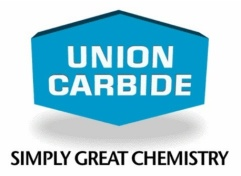 UNION
CARBIDE
SIMPLY GREAT CHEMISTRY